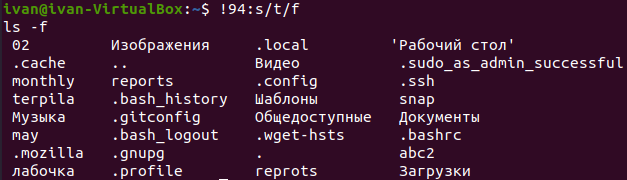 ivan@ivan-VirtualBox:~$ !94:s/t/f
ls -f
02 Изображения .local 'Рабочий стол'
.cache .. Видео .sudo_as_admin_successful
monthly reports .config .ssh
terpila .bash_history Шаблоны snap
Музыка .gitconfig Общедоступные Документы
may .bash_logout .wget-hsts .bashrc
.mozilla .gnupg . abc2
лабочка .profile reprots Загрузки